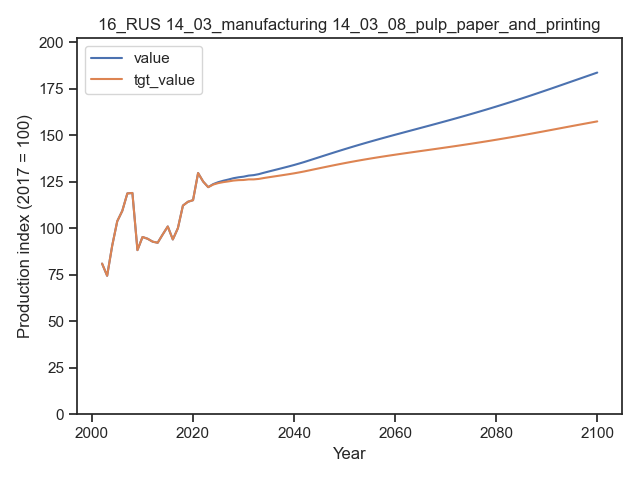 16_RUS 14_03_manufacturing 14_03_08_pulp_paper_and_printing
value
tgt_value
Production index (2017 = 100)
200
175
150
125
100
75
50
25
0
2000 2020 2040 2060 2080 2100
Year